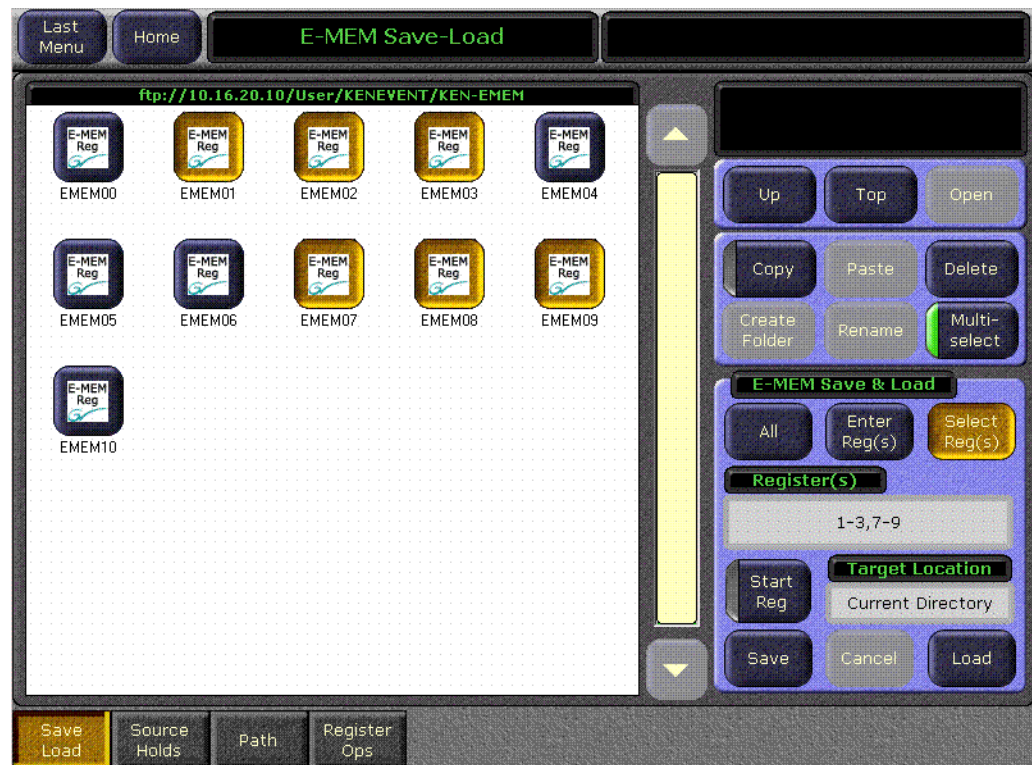 Last
Menu
Home
E-MEM Save-Load
ftp://10.16.20.10/User/KENEVENT/KEN-EMEM
E-MEM
Reg
E-MEM
Reg
E-MEM
Reg
E-MEM
Reg
E-MEM
Reg
EMEM00
EMEM01
EMEM02
EMEM03
EMEM04
E-MEM
Reg
E-MEM
Reg
E-MEM
Reg
E-MEM
Reg
E-MEM
Reg
EMEM05
EMEM06
EMEM07
EMEM08
EMEM09
E-MEM
Reg
EMEM10
Up
Top
Open
Copy
Paste
Delete
Create
Folder
Rename
Multi-
select
E-MEM Save & Load
All
Enter
Reg(s)
Select
Reg(s)
Register(s)
1-3,7-9
Start
Reg
Target Location
Current Directory
Save
Cancel
Load
Save
Load
Source
Holds
Path
Register
Ops